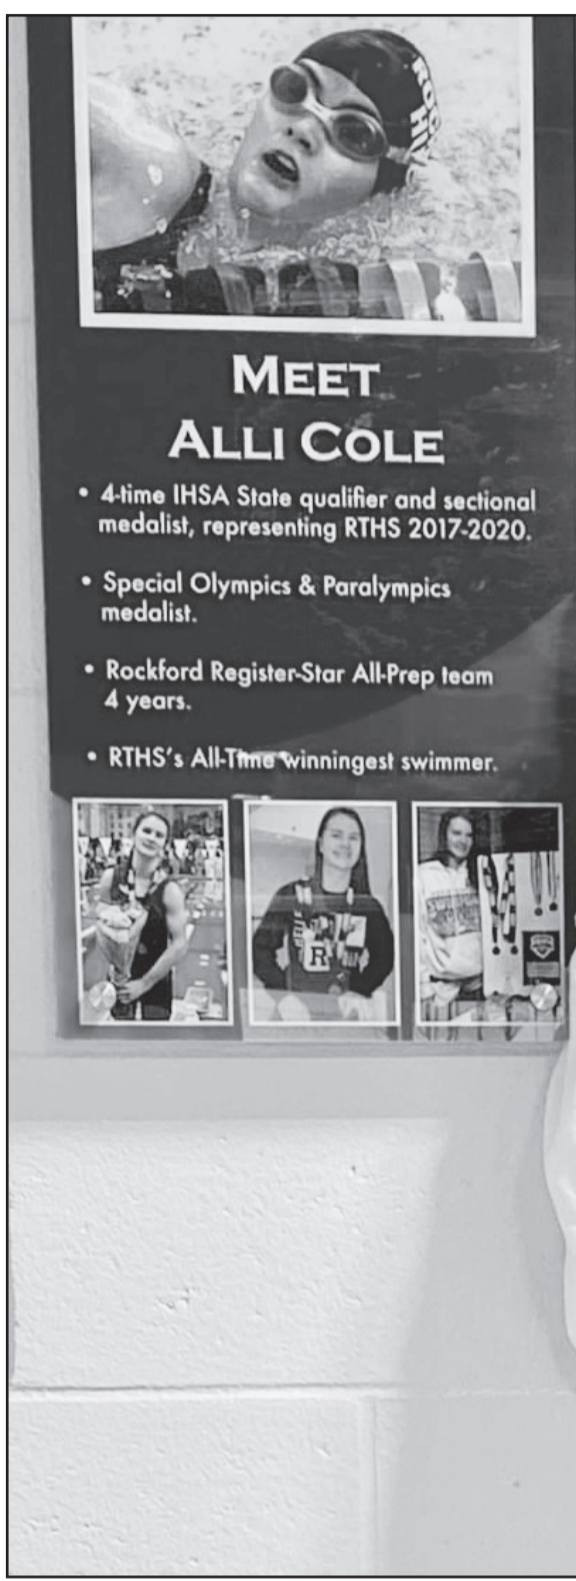 MEET
ALLI COLE
• 4-time IHSA State qualifier and sectional
medalist, representing RTHS 2017-2020.
• Special Olympics & Paralympics
medalist.
• Rockford Register-Star All-Prep team
4 years.
• RTHS's All-Time winningest swimmer.
R